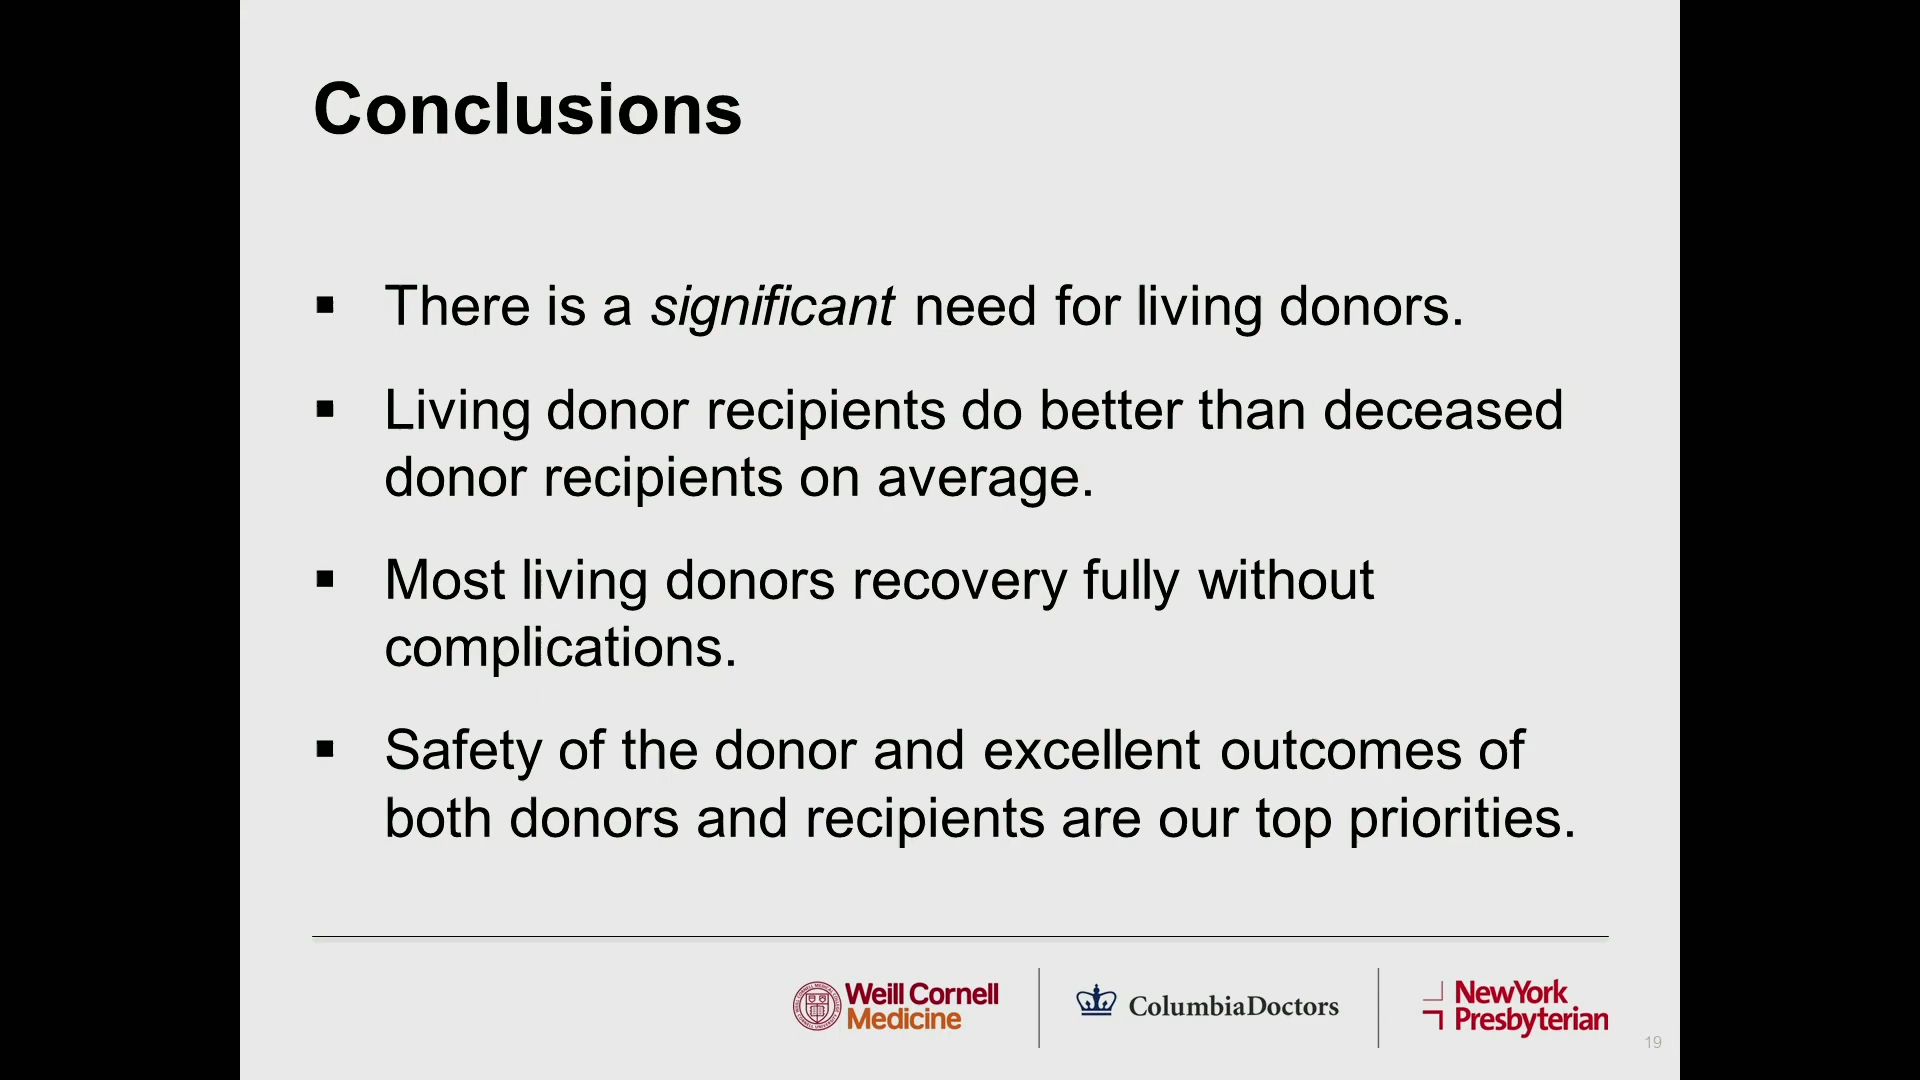 Conclusions
▪ There is a significant need for living donors.
▪ Living donor recipients do better than deceased
donor recipients on average.
▪ Most living donors recovery fully without
complications.
▪ Safety of the donor and excellent outcomes of
both donors and recipients are our top priorities.
Weill Cornell
Medicine
ColumbiaDoctors
NewYork
Presbyterian
19